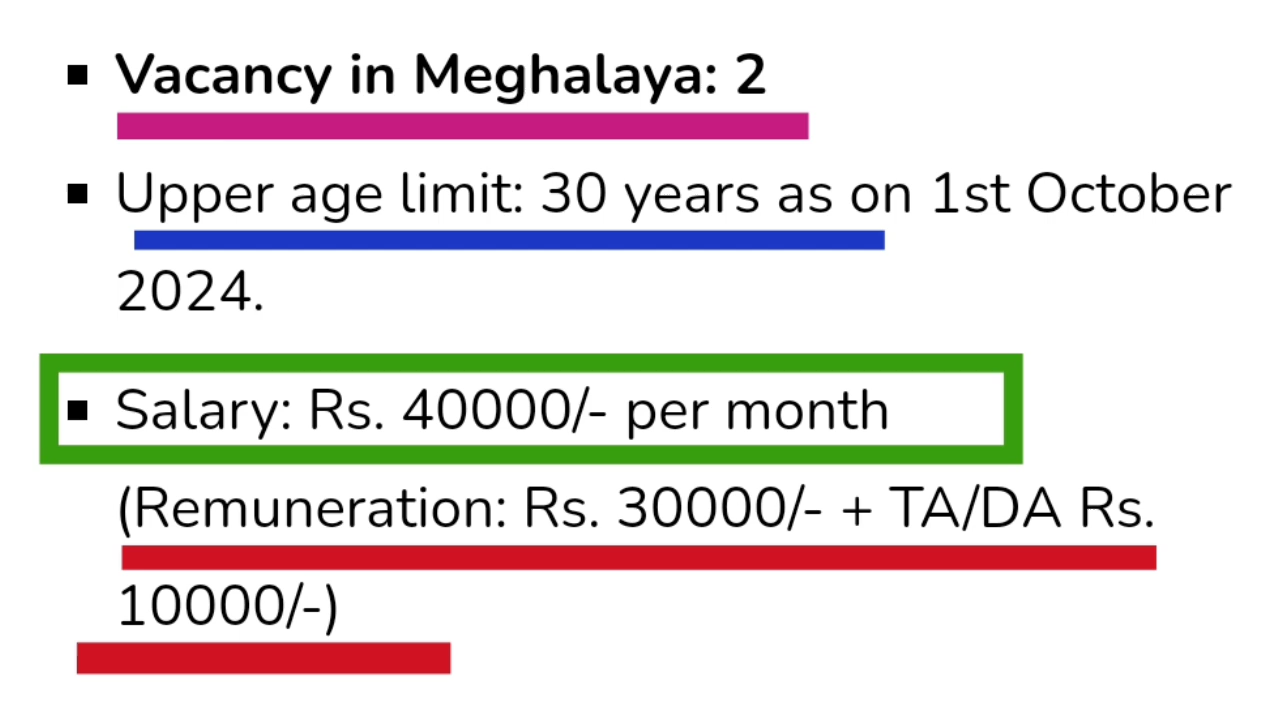 ▪ Vacancy in Meghalaya: 2
▪ Upper age limit: 30 years as on 1st October
2024.
▪ Salary: Rs. 40000/- per month
(Remuneration: Rs. 30000/- + TA/DA Rs.
10000/-)